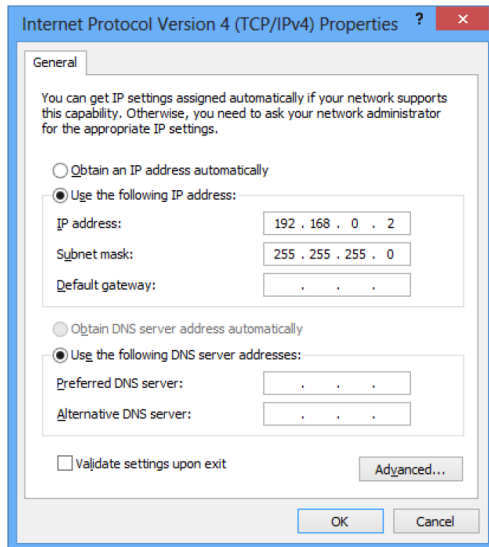 Internet Protocol Version 4 (TCP/IPv4) Properties ? ×
General
You can get IP settings assigned automatically if your network supports
this capability. Otherwise, you need to ask your network administrator
for the appropriate IP settings.
Obtain an IP address automatically
Use the following IP address:
IP address: 192 . 168 . 0 . 2
Subnet mask: 255 . 255 . 255 . 0
Default gateway: . . .
Obtain DNS server address automatically
Use the following DNS server addresses:
Preferred DNS server: . . .
Alternative DNS server: . . .
Validate settings upon exit
Advanced...
OK Cancel